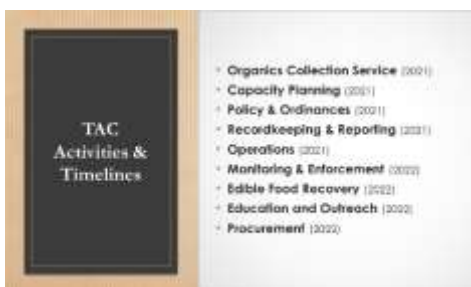 TAC
Activities &
Timelines
Organics Collection Service (2021)
Capacity Planning (2021)
Policy & Ordinances (2021)
Recordkeeping & Reporting (2021)
Operations (2021)
Monitoring & Enforcement (2022)
Edible Food Recovery (2022)
Education and Outreach (2022)
Procurement (2022)